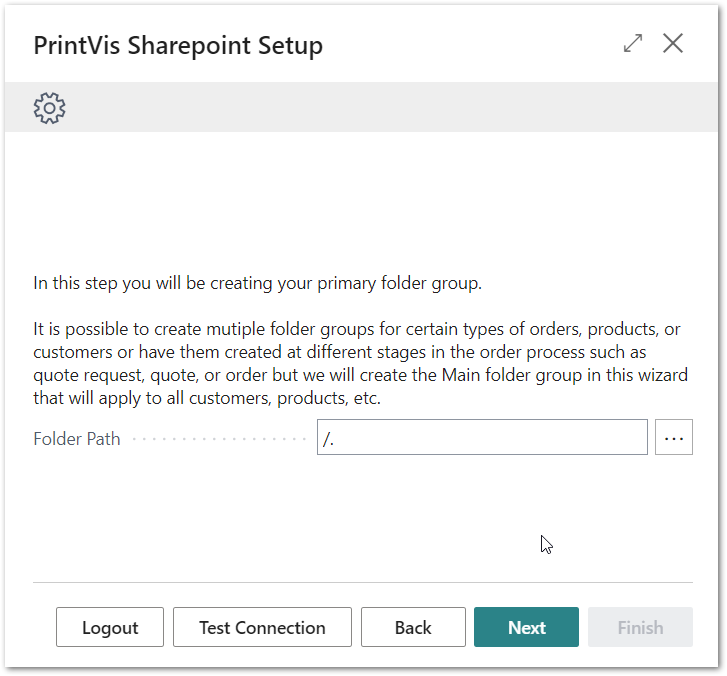 PrintVis Sharepoint Setup
In this step you will be creating your primary folder group.
It is possible to create mutiple folder groups for certain types of orders, products, or
customers or have them created at different stages in the order process such as
quote request, quote, or order but we will create the Main folder group in this wizard
that will apply to all customers, products, etc.
Folder Path /. ...
Logout Test Connection Back Next Finish